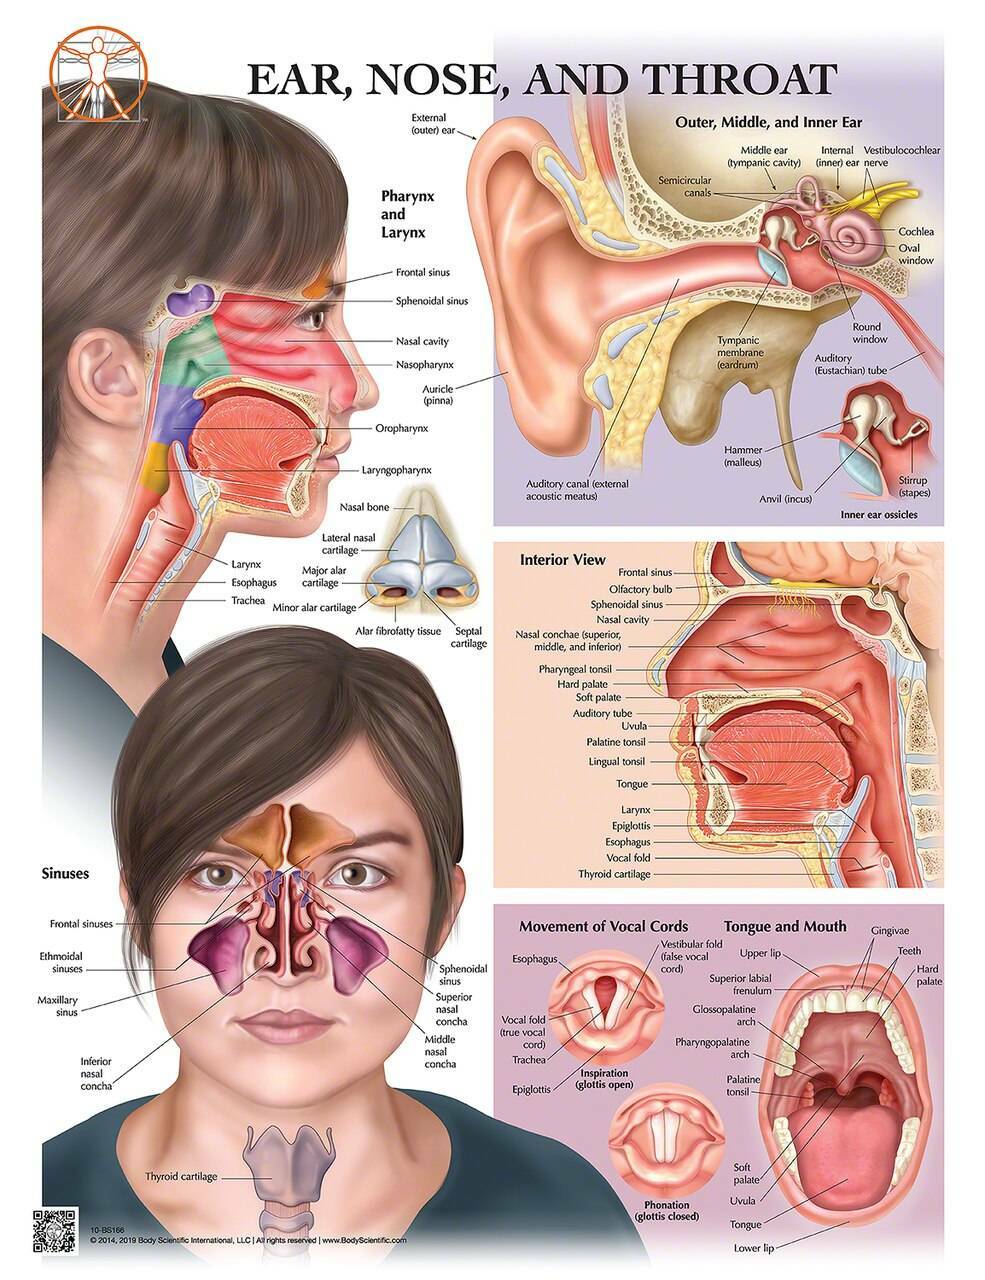 EAR, NOSE, AND THROAT
Pharynx
and
Larynx
Frontal sinus
Sphenoidal sinus
Nasal cavity
Nasopharynx
Oropharynx
Laryngopharynx
Larynx
Esophagus
Trachea
Nasal bone
Lateral nasal
cartilage
Major alar
cartilage
Minor alar cartilage
Alar fibrofatty tissue
Septal
cartilage
Outer, Middle, and Inner Ear
External
(outer) ear
Middle ear
(tympanic cavity)
Internal
(inner) ear
Vestibulocochlear
nerve
Semicircular
canals
Cochlea
Oval
window
Round
window
Tympanic
membrane
(eardrum)
Auditory
(Eustachian) tube
Auricle
(pinna)
Hammer
(malleus)
Auditory canal (external
acoustic meatus)
Anvil (incus)
Stirrup
(stapes)
Inner ear ossicles
Interior View
Frontal sinus
Olfactory bulb
Sphenoidal sinus
Nasal cavity
Nasal conchae (superior,
middle, and inferior)
Pharyngeal tonsil
Hard palate
Soft palate
Auditory tube
Uvula
Palatine tonsil
Lingual tonsil
Tongue
Larynx
Epiglottis
Esophagus
Vocal fold
Thyroid cartilage
Sinuses
Frontal sinuses
Ethmoidal
sinuses
Maxillary
sinus
Inferior
nasal
concha
Sphenoidal
sinus
Superior
nasal
concha
Middle
nasal
concha
Thyroid cartilage
Movement of Vocal Cords
Esophagus
Vestibular fold
(false vocal
cord)
Vocal fold
(true vocal
cord)
Trachea
Epiglottis
Inspiration
(glottis open)
Phonation
(glottis closed)
Tongue and Mouth
Gingivae
Upper lip
Teeth
Hard
palate
Superior labial
frenulum
Glossopalatine
arch
Pharyngopalatine
arch
Palatine
tonsil
Soft
palate
Uvula
Tongue
Lower lip
10-BS166
© 2014, 2019 Body Scientific International, LLC | All rights reserved | www.BodyScientific.com